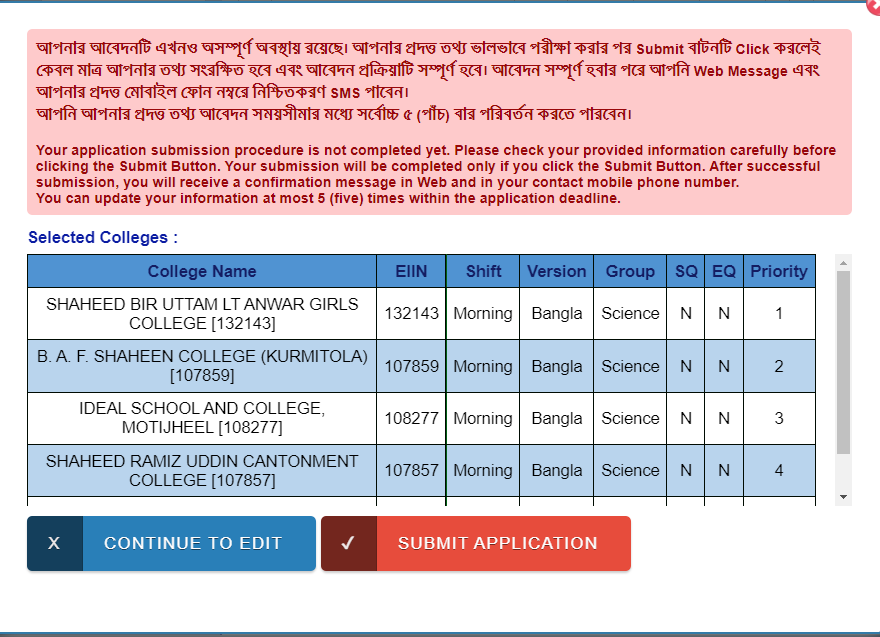 আপনার আবেদনটি এখনও অসম্পূর্ণ অবস্থায় রয়েছে। আপনার প্রদত্ত তথ্য ভালভাবে পরীক্ষা করার পর Submit বাটনটি Click করলেই
কেবল মাত্র আপনার তথ্য সংরক্ষিত হবে এবং আবেদন প্রক্রিয়াটি সম্পূর্ণ হবে। আবেদন সম্পূর্ণ হবার পরে আপনি Web Message এবং
আপনার প্রদত্ত মোবাইল ফোন নম্বরে নিশ্চিতকরণ SMS পাবেন।
আপনি আপনার প্রদত্ত তথ্য আবেদন সময়সীমার মধ্যে সর্বোচ্চ ৫ (পাঁচ) বার পরিবর্তন করতে পারবেন।
Your application submission procedure is not completed yet. Please check your provided information carefully before
clicking the Submit Button. Your submission will be completed only if you click the Submit Button. After successful
submission, you will receive a confirmation message in Web and in your contact mobile phone number.
You can update your information at most 5 (five) times within the application deadline.
Selected Colleges :
College Name EIIN Shift Version Group SQ EQ Priority
SHAHEED BIR UTTAM LT ANWAR GIRLS
COLLEGE [132143] 132143 Morning Bangla Science N N 1
B. A. F. SHAHEEN COLLEGE (KURMITOLA)
[107859] 107859 Morning Bangla Science N N 2
IDEAL SCHOOL AND COLLEGE,
MOTIJHEEL [108277] 108277 Morning Bangla Science N N 3
SHAHEED RAMIZ UDDIN CANTONMENT
COLLEGE [107857] 107857 Morning Bangla Science N N 4
X CONTINUE TO EDIT ✓ SUBMIT APPLICATION